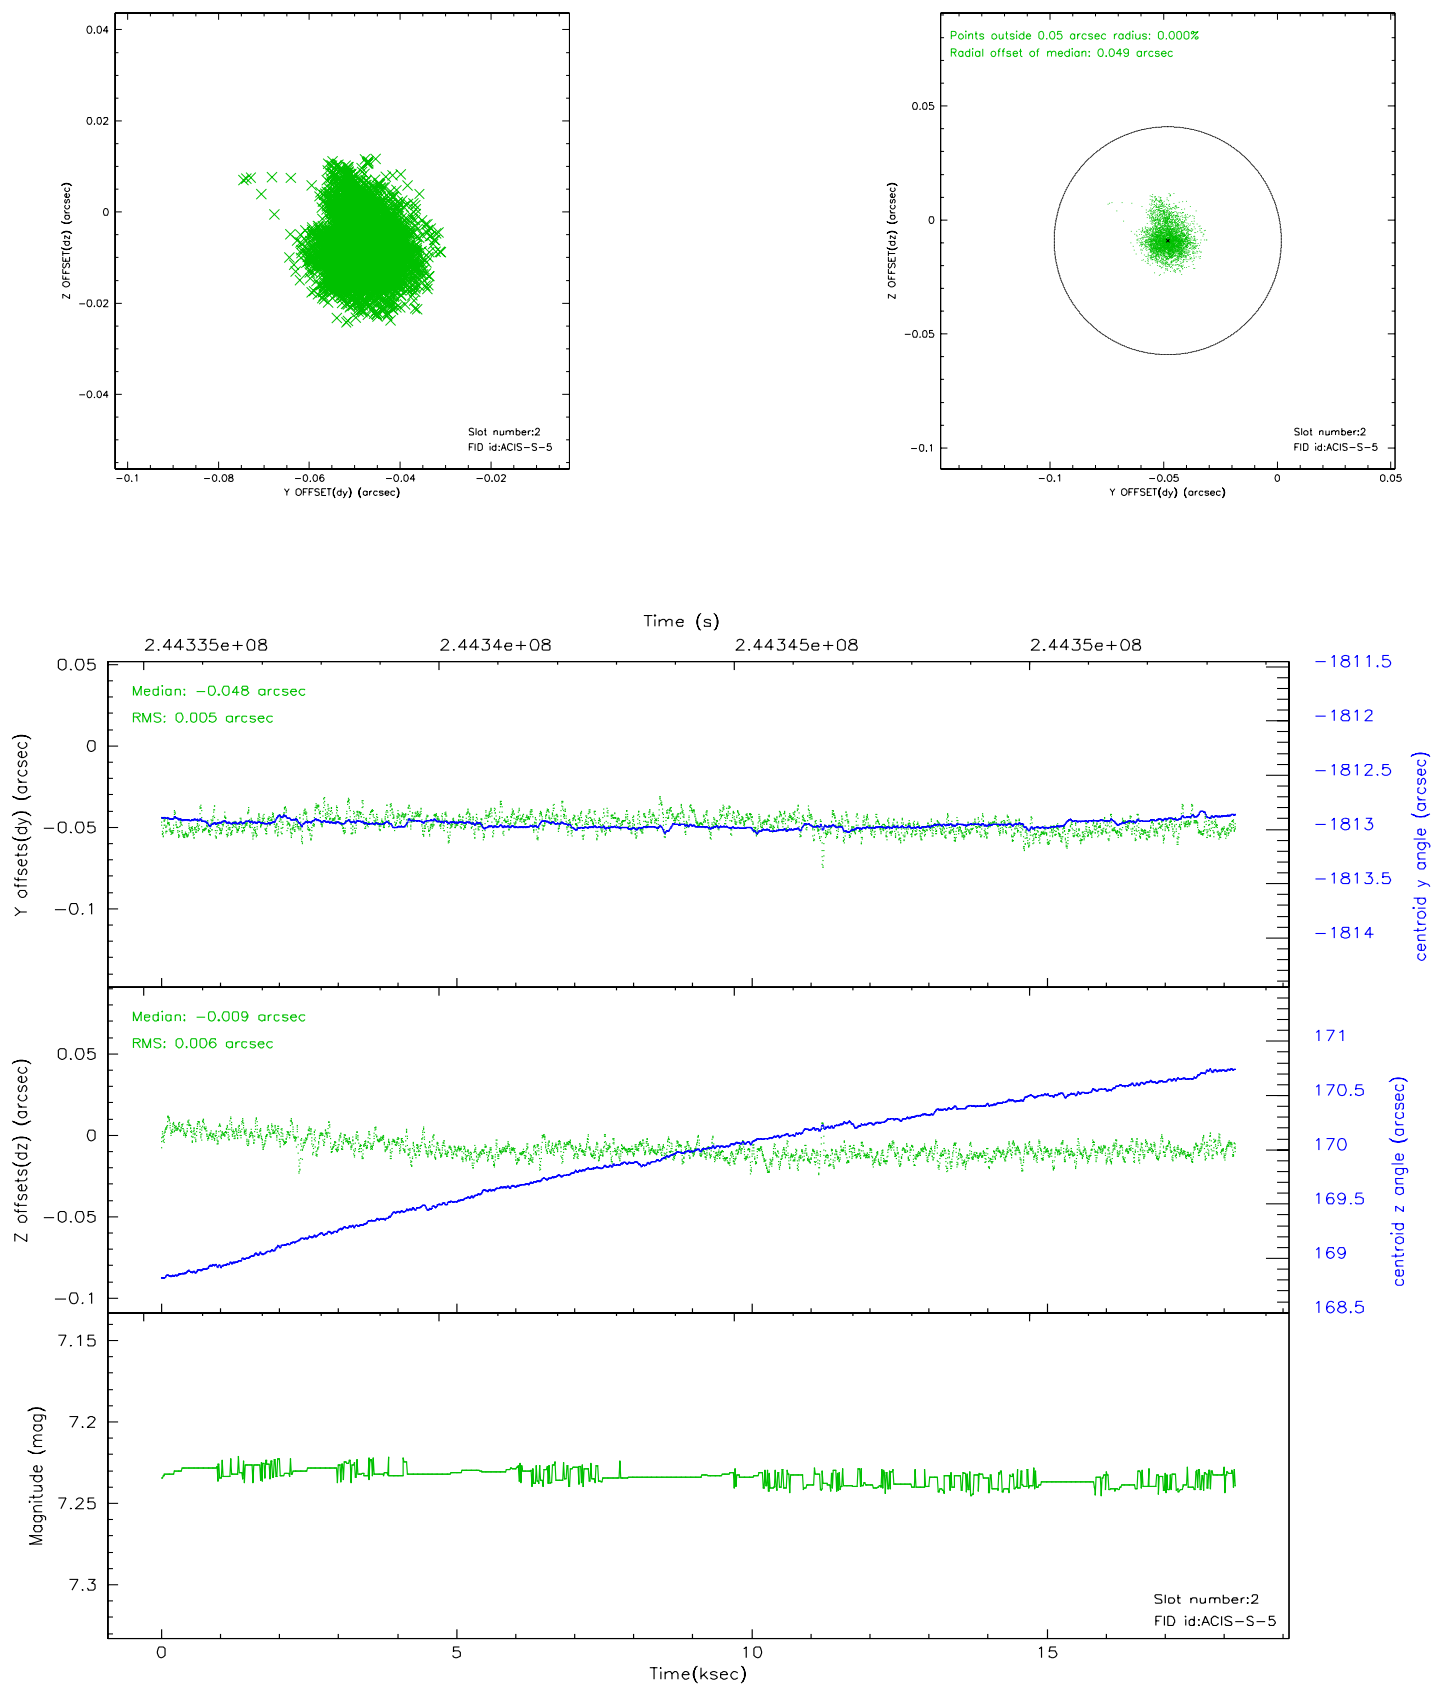 0.04
0.02
0
-0.02
-0.04
Z OFFSET(dz) (arcsec)
Slot number:2
FID id:ACIS-S-5
-0.1
-0.08
-0.06
-0.04
-0.02
Y OFFSET(dy) (arcsec)
Points outside 0.05 arcsec radius: 0.000%
Radial offset of median: 0.049 arcsec
0.05
0
-0.05
-0.1
Z OFFSET(dz) (arcsec)
Slot number:2
FID id:ACIS-S-5
-0.1
-0.05
0
0.05
Y OFFSET(dy) (arcsec)
Time (s)
2.44335e+08
2.4434e+08
2.44345e+08
2.4435e+08
0.05
0
-0.05
-0.1
Y offsets(dy) (arcsec)
Median: -0.048 arcsec
RMS: 0.005 arcsec
-1811.5
-1812
-1812.5
-1813
-1813.5
-1814
centroid y angle (arcsec)
0.05
0
-0.05
-0.1
Z offsets(dz) (arcsec)
Median: -0.009 arcsec
RMS: 0.006 arcsec
171
170.5
170
169.5
169
168.5
centroid z angle (arcsec)
7.15
7.2
7.25
7.3
Magnitude (mag)
Slot number:2
FID id:ACIS-S-5
0
5
10
15
Time(ksec)